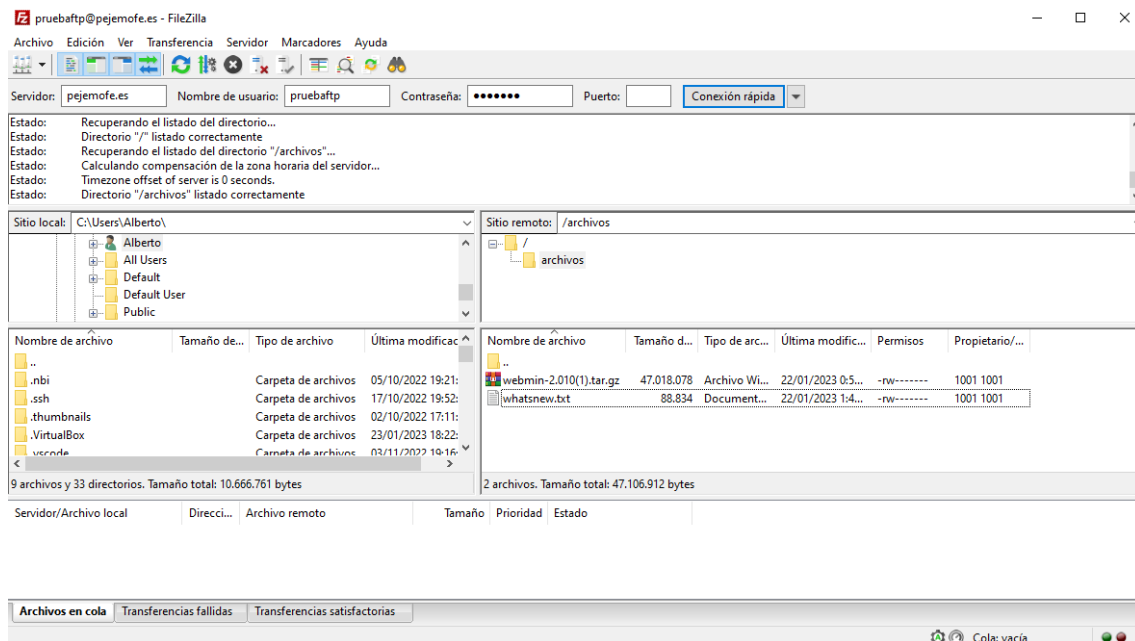 pruebaftp@pejemofe.es - FileZilla
Archivo Edición Ver Transferencia Servidor Marcadores Ayuda
Servidor: pejemofe.es Nombre de usuario: pruebaftp Contraseña: ●●●●●●● Puerto: Conexión rápida
Estado: Recuperando el listado del directorio...
Estado: Directorio "/" listado correctamente
Estado: Recuperando el listado del directorio "/archivos"...
Estado: Calculando compensación de la zona horaria del servidor...
Estado: Timezone offset of server is 0 seconds.
Estado: Directorio "/archivos" listado correctamente
Sitio local: C:\Users\Alberto\
Alberto
All Users
Default
Default User
Public
Sitio remoto: /archivos
/
archivos
Nombre de archivo Tamaño de... Tipo de archivo Última modificac
..
.nbi Carpeta de archivos 05/10/2022 19:21:
.ssh Carpeta de archivos 17/10/2022 19:52:
.thumbnails Carpeta de archivos 02/10/2022 17:11:
.VirtualBox Carpeta de archivos 23/01/2023 18:22:
.vscode Carpeta de archivos 03/11/2022 19:16:
9 archivos y 33 directorios. Tamaño total: 10.666.761 bytes
Nombre de archivo Tamaño d... Tipo de arc... Última modific... Permisos Propietario/...
..
webmin-2.010(1).tar.gz 47.018.078 Archivo Wi... 22/01/2023 0:5... -rw------- 1001 1001
whatsnew.txt 88.834 Document... 22/01/2023 1:4... -rw------- 1001 1001
2 archivos. Tamaño total: 47.106.912 bytes
Servidor/Archivo local Direcci... Archivo remoto Tamaño Prioridad Estado
Archivos en cola Transferencias fallidas Transferencias satisfactorias
Cola: vacía